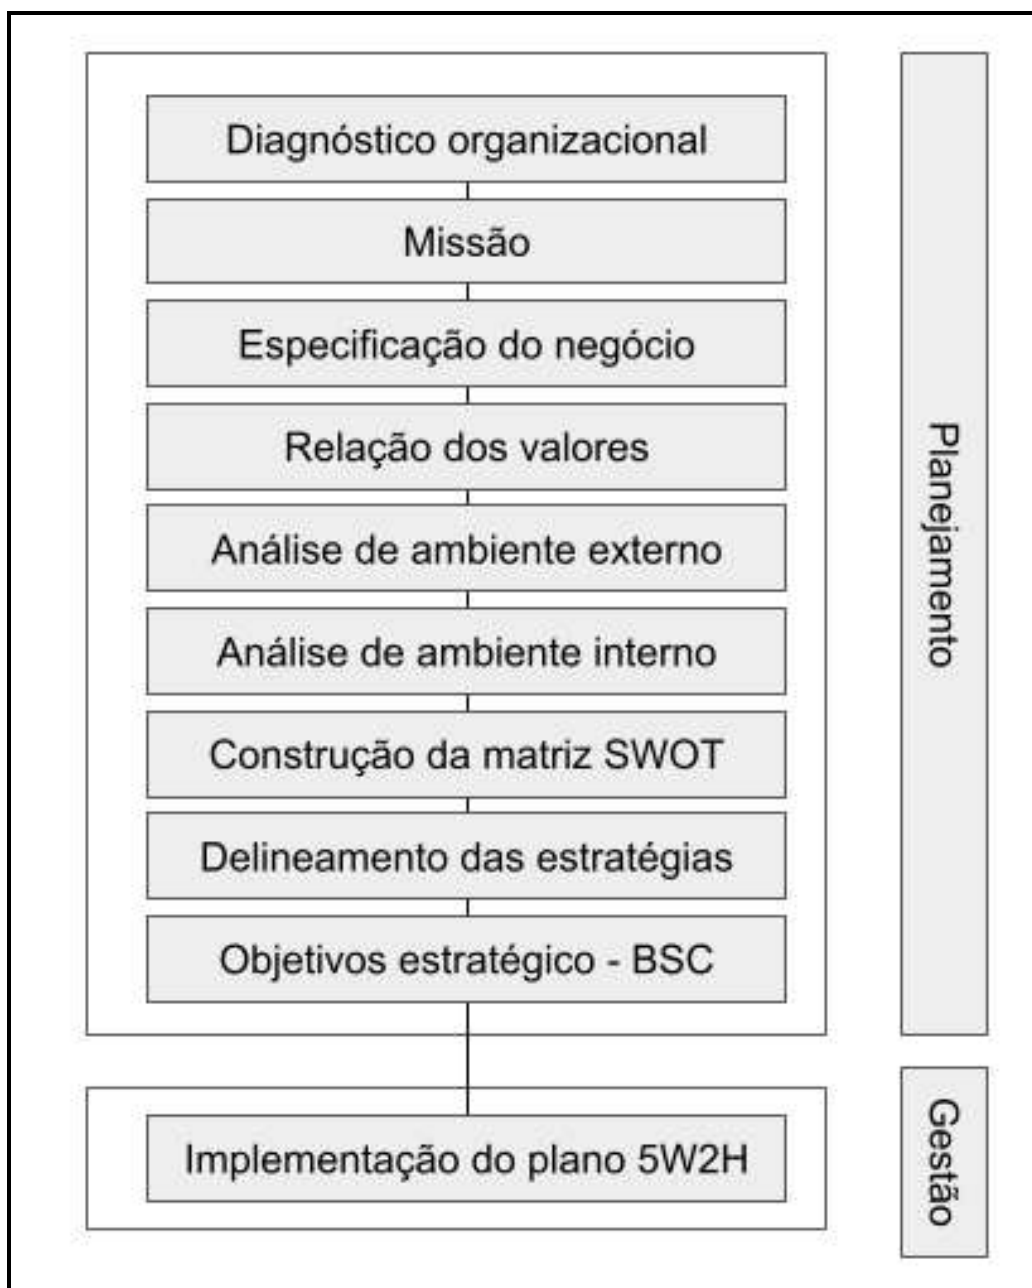 Diagnóstico organizacional
Missão
Especificação do negócio
Relação dos valores
Análise de ambiente externo
Análise de ambiente interno
Construção da matriz SWOT
Delineamento das estratégias
Objetivos estratégico - BSC
Planejamento
Implementação do plano 5W2H
Gestão